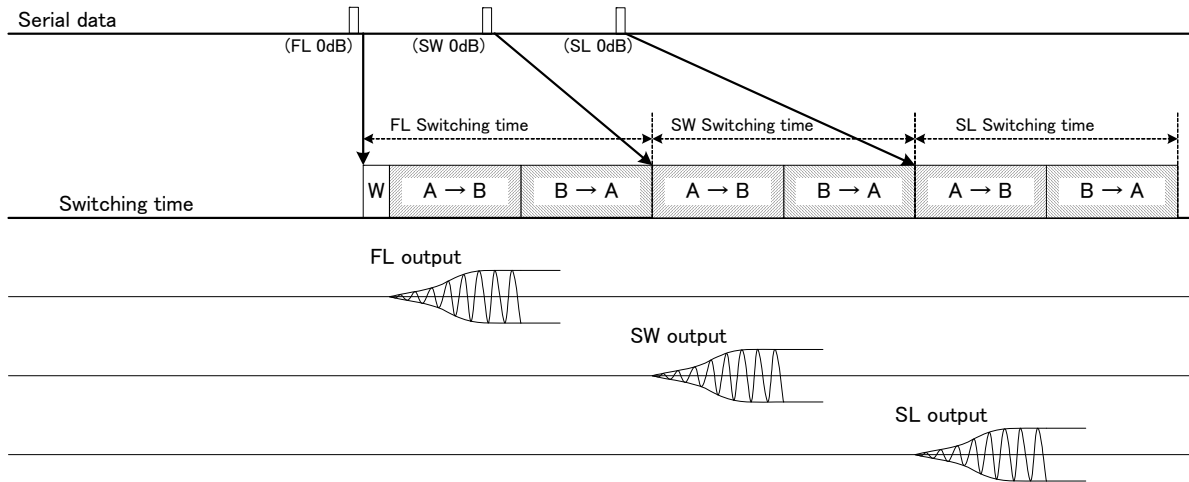 Serial data
(FL 0dB) (SW 0dB) (SL 0dB)
FL Switching time SW Switching time SL Switching time
W A → B B → A A → B B → A A → B B → A
Switching time
FL output
SW output
SL output